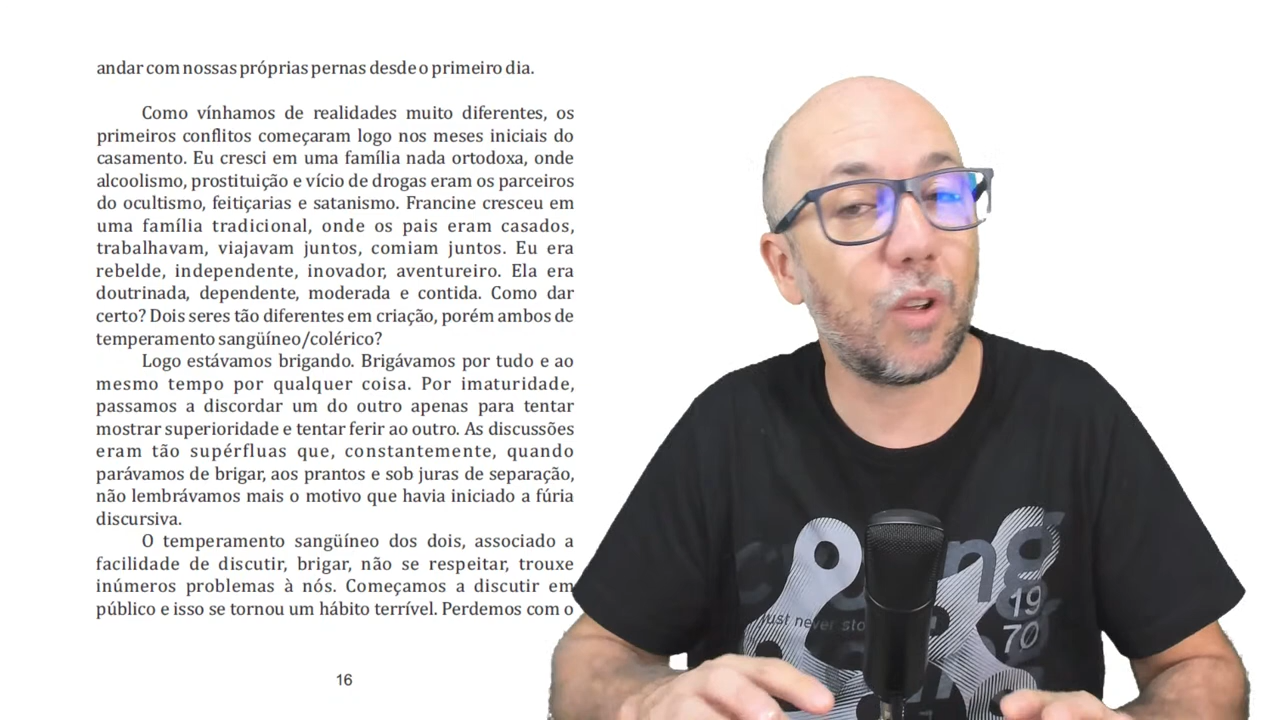 andar com nossas próprias pernas desde o primeiro dia.
Como vínhamos de realidades muito diferentes, os
primeiros conflitos começaram logo nos meses iniciais do
casamento. Eu cresci em uma família nada ortodoxa, onde
alcoolismo, prostituição e vício de drogas eram os parceiros
do ocultismo, feitiçarias e satanismo. Francine cresceu em
uma família tradicional, onde os pais eram casados,
trabalhavam, viajavam juntos, comiam juntos. Eu era
rebelde, independente, inovador, aventureiro. Ela era
doutrinada, dependente, moderada e contida. Como dar
certo? Dois seres tão diferentes em criação, porém ambos de
temperamento sangüíneo/colérico?
Logo estávamos brigando. Brigávamos por tudo e ao
mesmo tempo por qualquer coisa. Por imaturidade,
passamos a discordar um do outro apenas para tentar
mostrar superioridade e tentar ferir ao outro. As discussões
eram tão supérfluas que, constantemente, quando
parávamos de brigar, aos prantos e sob juras de separação,
não lembrávamos mais o motivo que havia iniciado a fúria
discursiva.
O temperamento sangüíneo dos dois, associado a
facilidade de discutir, brigar, não se respeitar, trouxe
inúmeros problemas à nós. Começamos a discutir em
público e isso se tornou um hábito terrível. Perdemos com o
16
just never sto
19
70